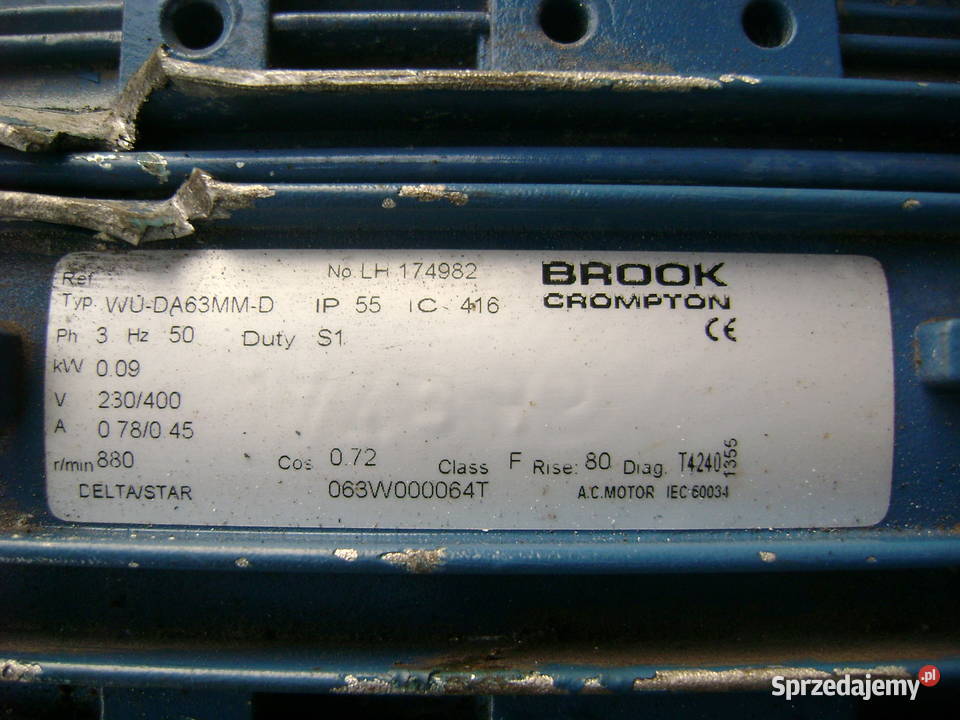 Ref No LH 174982 BROOK
Typ WU-DA63MM-D IP 55 IC 416 CROMPTON
Ph 3 Hz 50 Duty S1 CE
kW 0.09
V 230/400
A 0.78/0.45
r/min 880 Cos 0.72 Class F Rise: 80 Diag. T4240 1355
DELTA/STAR 063W000064T A.C.MOTOR IEC 60034
Sprzedajemy.pl